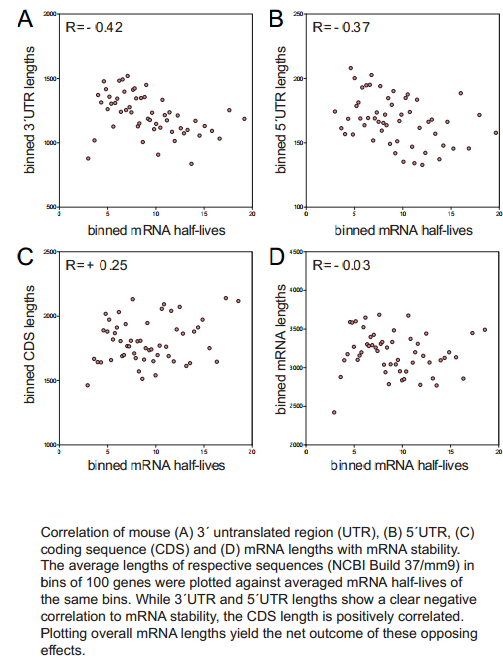 A
B
2000
R= - 0.42
250
R= - 0.37
1500
200
1000
150
500
100
binned 3´UTR lengths
binned 5´UTR lengths
0 5 10 15 20
0 5 10 15 20
binned mRNA half-lives
binned mRNA half-lives
C
D
2500
R= + 0.25
4500
R= - 0.03
2000
3500
1500
2500
1000
2000
binned CDS lengths
binned mRNA lengths
0 5 10 15 20
0 5 10 15 20
binned mRNA half-lives
binned mRNA half-lives
Correlation of mouse (A) 3´ untranslated region (UTR), (B) 5´UTR, (C)
coding sequence (CDS) and (D) mRNA lengths with mRNA stability.
The average lengths of respective sequences (NCBI Build 37/mm9) in
bins of 100 genes were plotted against averaged mRNA half-lives of
the same bins. While 3´UTR and 5´UTR lengths show a clear negative
correlation to mRNA stability, the CDS length is positively correlated.
Plotting overall mRNA lengths yield the net outcome of these opposing
effects.